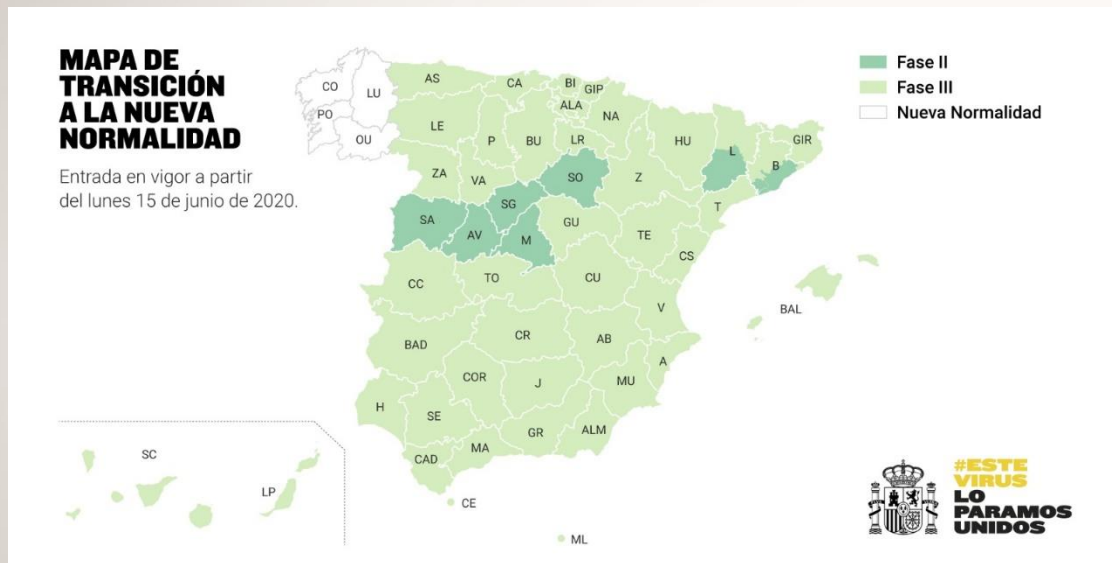 MAPA DE
TRANSICIÓN
A LA NUEVA
NORMALIDAD
Entrada en vigor a partir
del lunes 15 de junio de 2020.
Fase II
Fase III
Nueva Normalidad
CO
LU
PO
OU
AS
CA
BI
GIP
ALA
NA
LE
P
BU
LR
HU
L
B
GIR
ZA
VA
SO
Z
SG
T
SA
AV
M
GU
TE
CS
CC
TO
CU
V
BAL
BAD
CR
AB
A
COR
J
MU
H
SE
GR
ALM
MA
CAD
CE
ML
SC
LP
#ESTE
VIRUS
LO
PARAMOS
UNIDOS